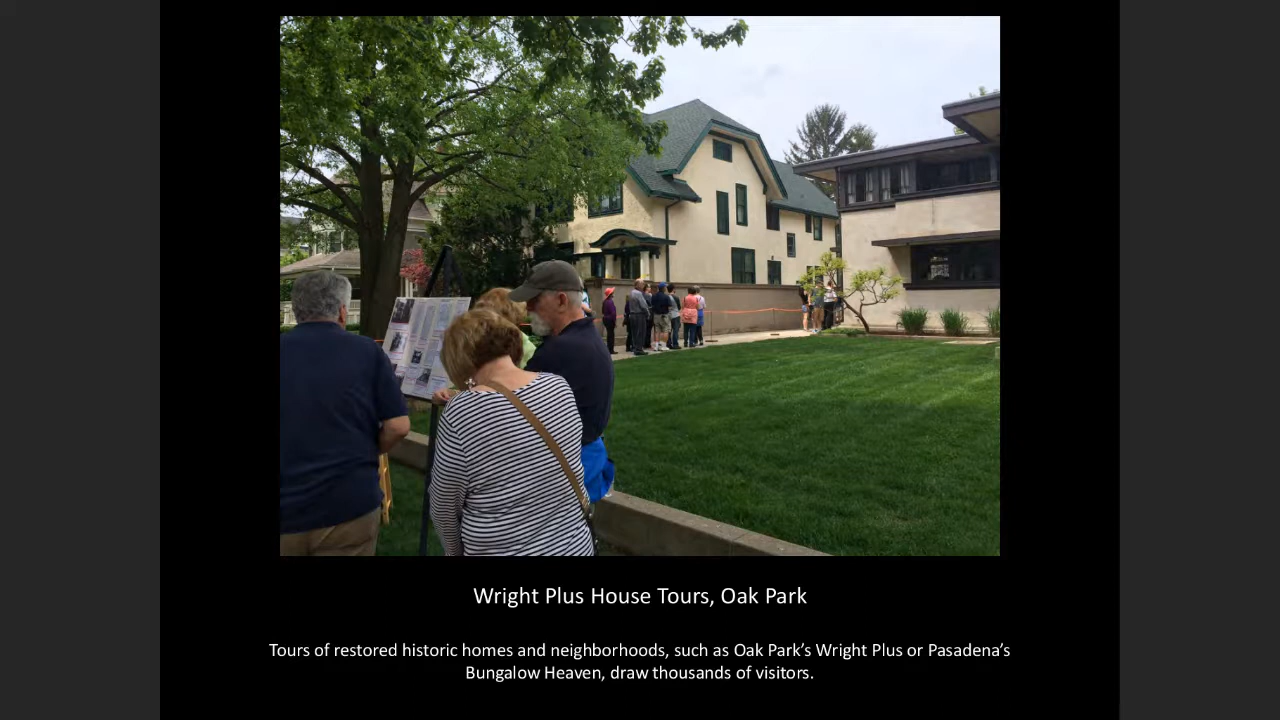 Wright Plus House Tours, Oak Park
Tours of restored historic homes and neighborhoods, such as Oak Park’s Wright Plus or Pasadena’s
Bungalow Heaven, draw thousands of visitors.